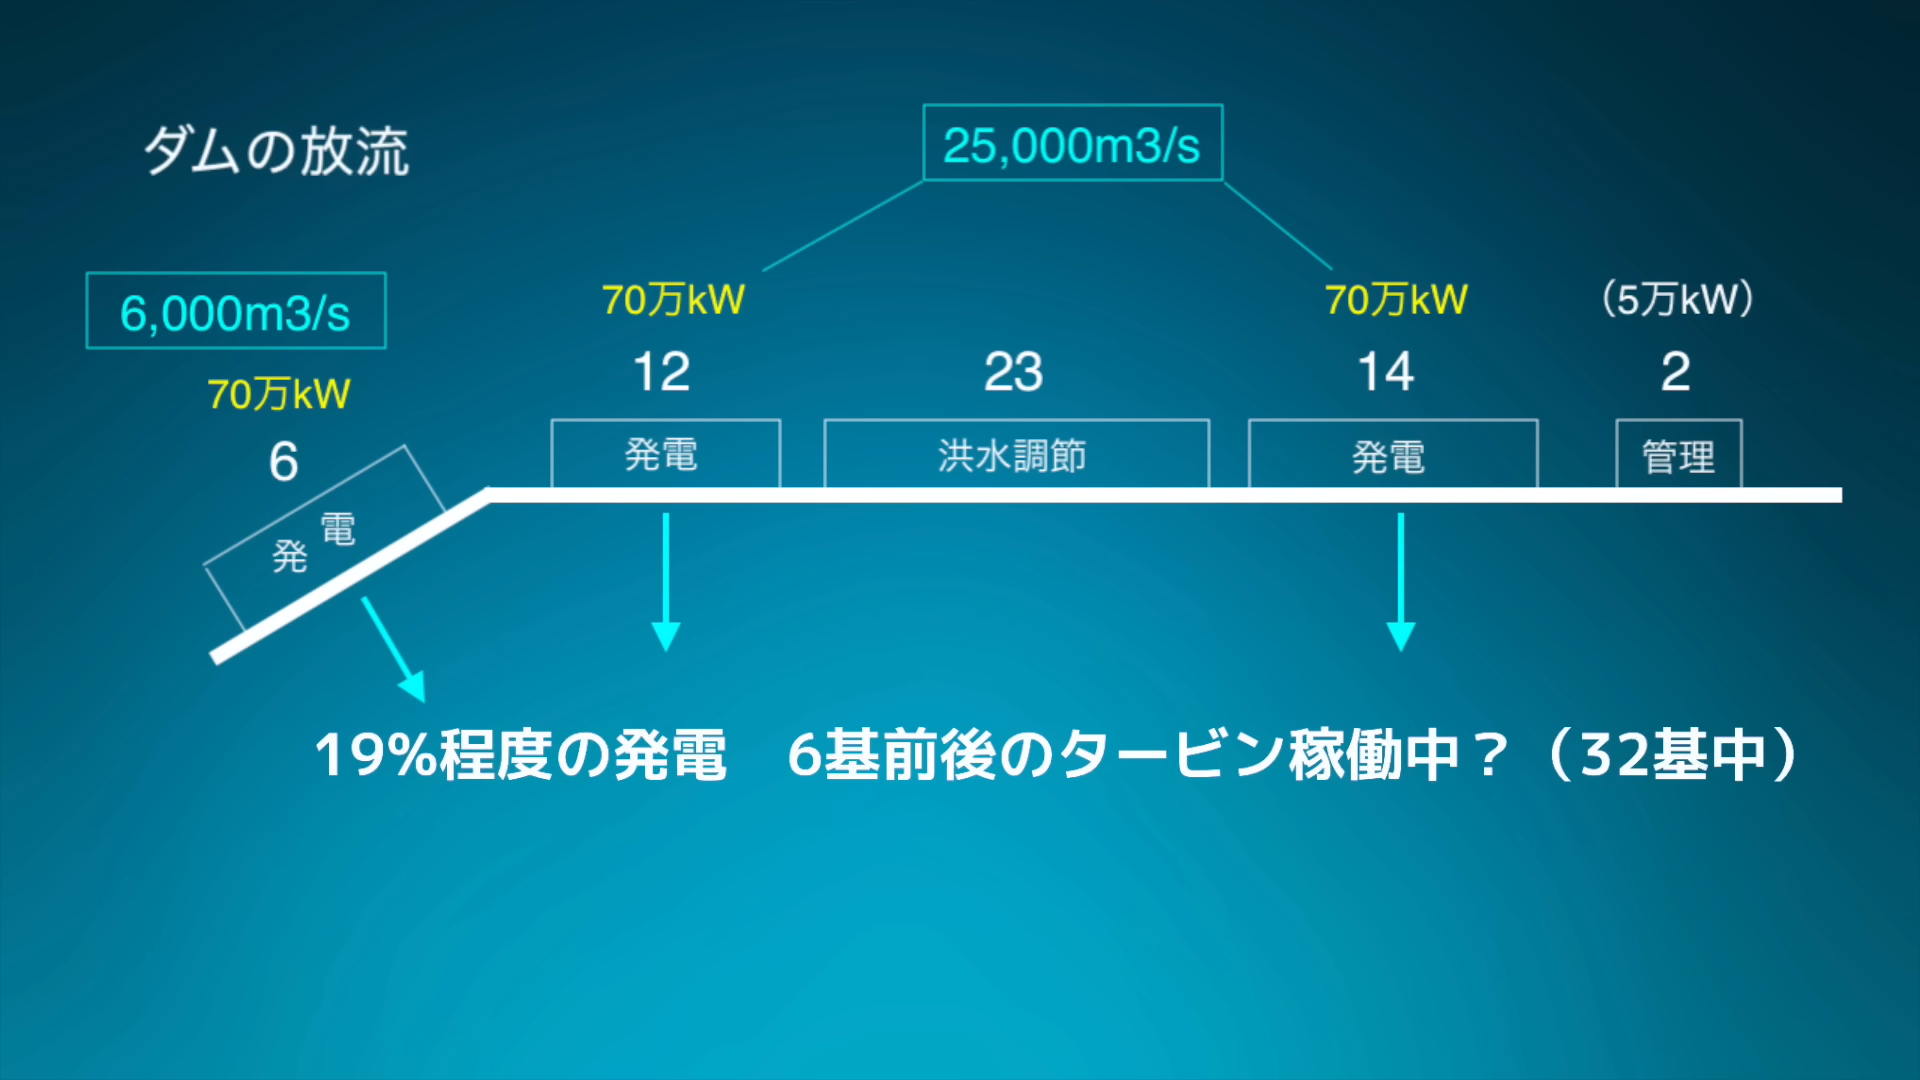 ダムの放流
25,000m3/s
6,000m3/s
70万kW
6
発電
70万kW
12
発電
23
洪水調節
70万kW
14
発電
（5万kW）
2
管理
19%程度の発電　6基前後のタービン稼働中？（32基中）